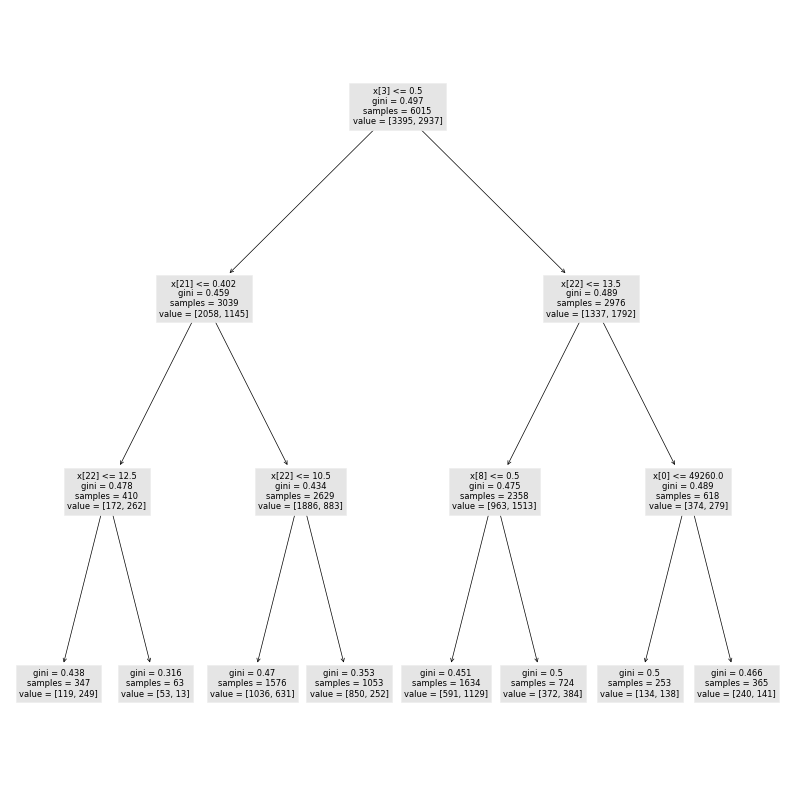 x[3] <= 0.5
gini = 0.497
samples = 6015
value = [3395, 2937]
x[21] <= 0.402
gini = 0.459
samples = 3039
value = [2058, 1145]
x[22] <= 13.5
gini = 0.489
samples = 2976
value = [1337, 1792]
x[22] <= 12.5
gini = 0.478
samples = 410
value = [172, 262]
x[22] <= 10.5
gini = 0.434
samples = 2629
value = [1886, 883]
x[8] <= 0.5
gini = 0.475
samples = 2358
value = [963, 1513]
x[0] <= 49260.0
gini = 0.489
samples = 618
value = [374, 279]
gini = 0.438
samples = 347
value = [119, 249]
gini = 0.316
samples = 63
value = [53, 13]
gini = 0.47
samples = 1576
value = [1036, 631]
gini = 0.353
samples = 1053
value = [850, 252]
gini = 0.451
samples = 1634
value = [591, 1129]
gini = 0.5
samples = 724
value = [372, 384]
gini = 0.5
samples = 253
value = [134, 138]
gini = 0.466
samples = 365
value = [240, 141]